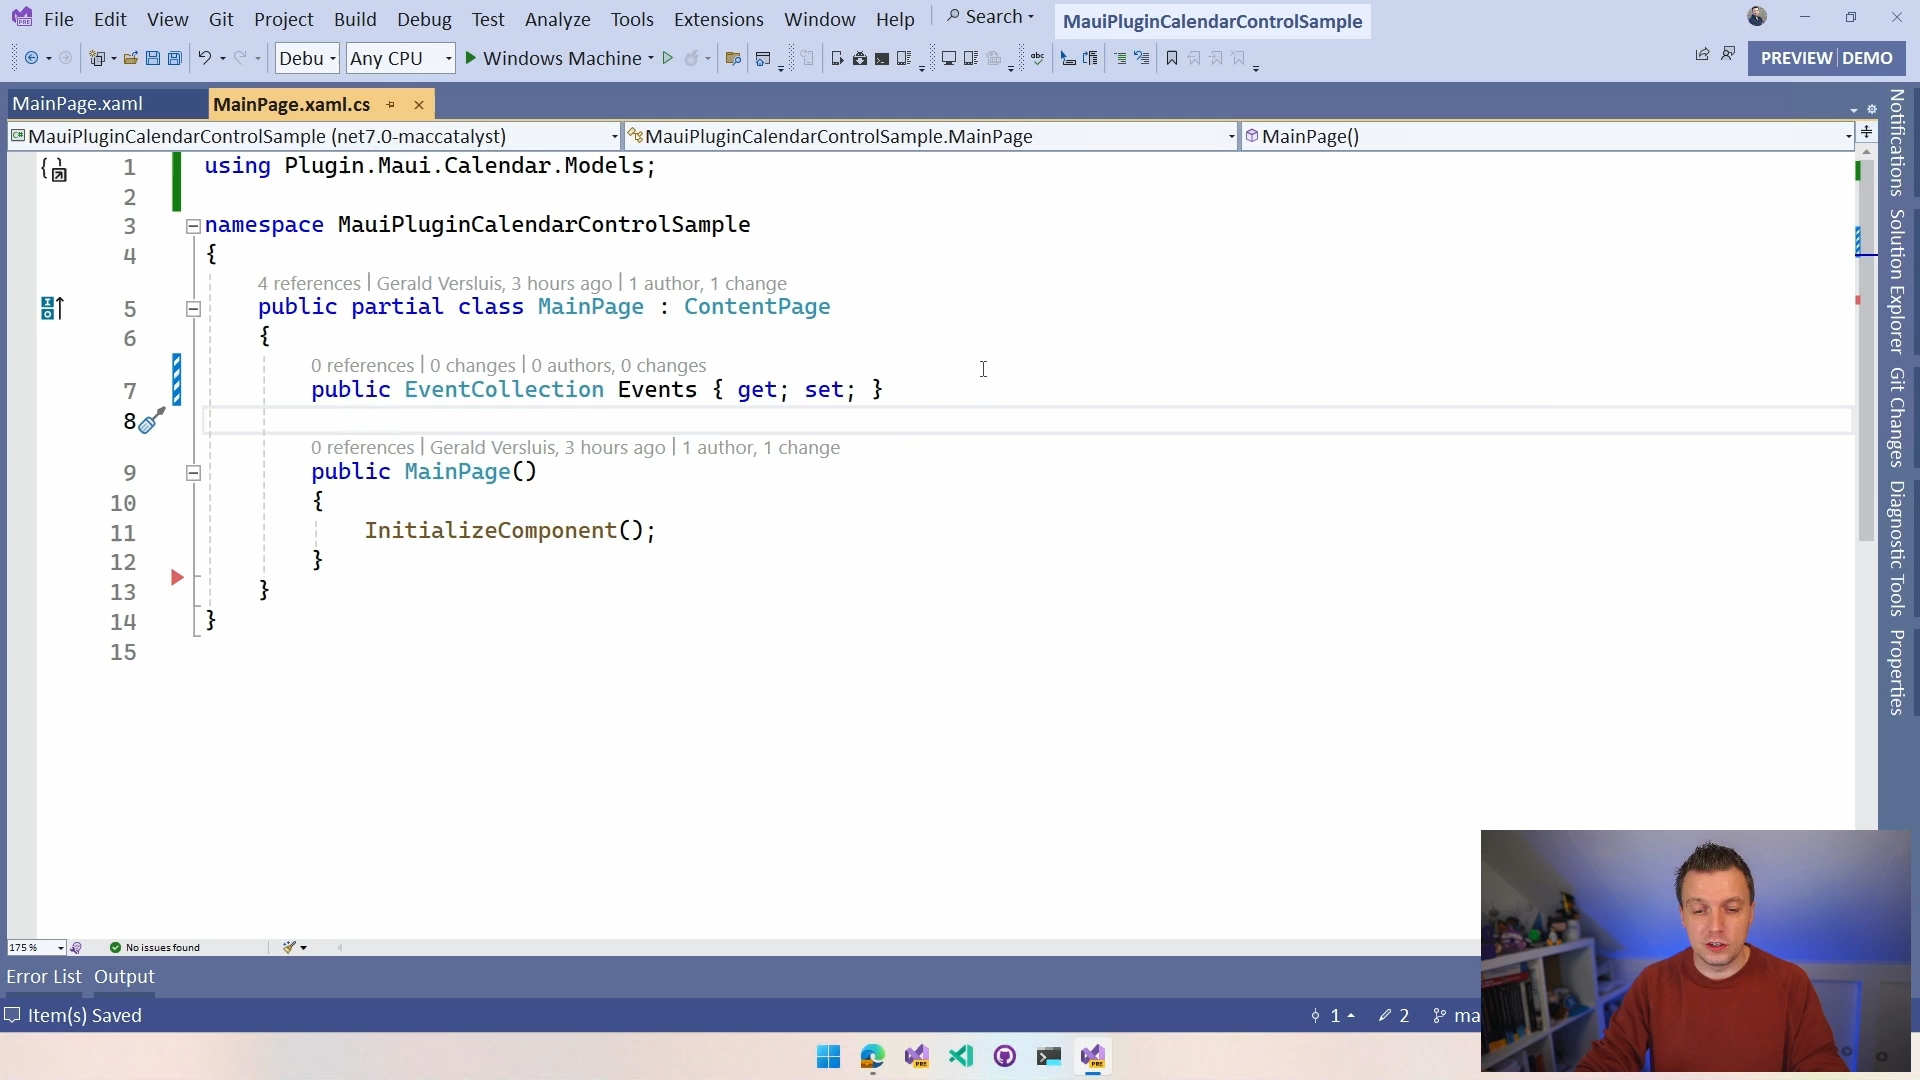 File Edit View Git Project Build Debug Test Analyze Tools Extensions Window Help Search MauiPluginCalendarControlSample
Debu Any CPU Windows Machine PREVIEW DEMO
MainPage.xaml MainPage.xaml.cs
MauiPluginCalendarControlSample (net7.0-maccatalyst) MauiPluginCalendarControlSample.MainPage MainPage()
1 using Plugin.Maui.Calendar.Models;
2
3 namespace MauiPluginCalendarControlSample
4 {
4 references | Gerald Versluis, 3 hours ago | 1 author, 1 change
5 public partial class MainPage : ContentPage
6 {
0 references | 0 changes | 0 authors, 0 changes
7 public EventCollection Events { get; set; }
8
0 references | Gerald Versluis, 3 hours ago | 1 author, 1 change
9 public MainPage()
10 {
11 InitializeComponent();
12 }
13 }
14 }
15
Notifications
Solution Explorer
Git Changes
Diagnostic Tools
Properties
175 % No issues found
Error List Output
Item(s) Saved 1 2 ma